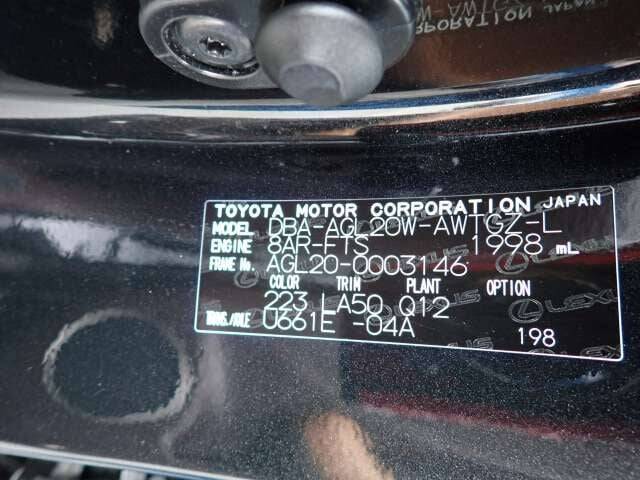 TOYOTA MOTOR CORPORATION JAPAN
MODEL DBA-AGL20W-AWTGZ-L
ENGINE 8AR-FTS 1998 mL
FRAME No. AGL20-0003146
COLOR TRIM PLANT OPTION
223 LA50 Q12
TRANS./AXLE U661E -04A
198
LEXUS